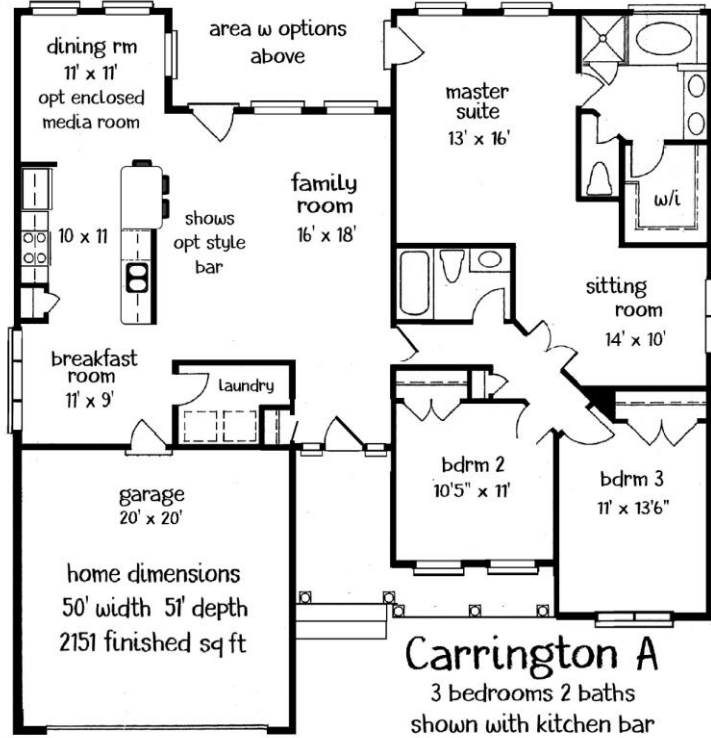 dining rm
11' x 11'
opt enclosed
media room
area w options
above
master
suite
13' x 16'
w/i
family
room
16' x 18'
10 x 11
shows
opt style
bar
sitting
room
14' x 10'
breakfast
room
11' x 9'
laundry
bdrm 2
10'5" x 11'
bdrm 3
11' x 13'6"
garage
20' x 20'
home dimensions
50' width 51' depth
2151 finished sq ft
Carrington A
3 bedrooms 2 baths
shown with kitchen bar